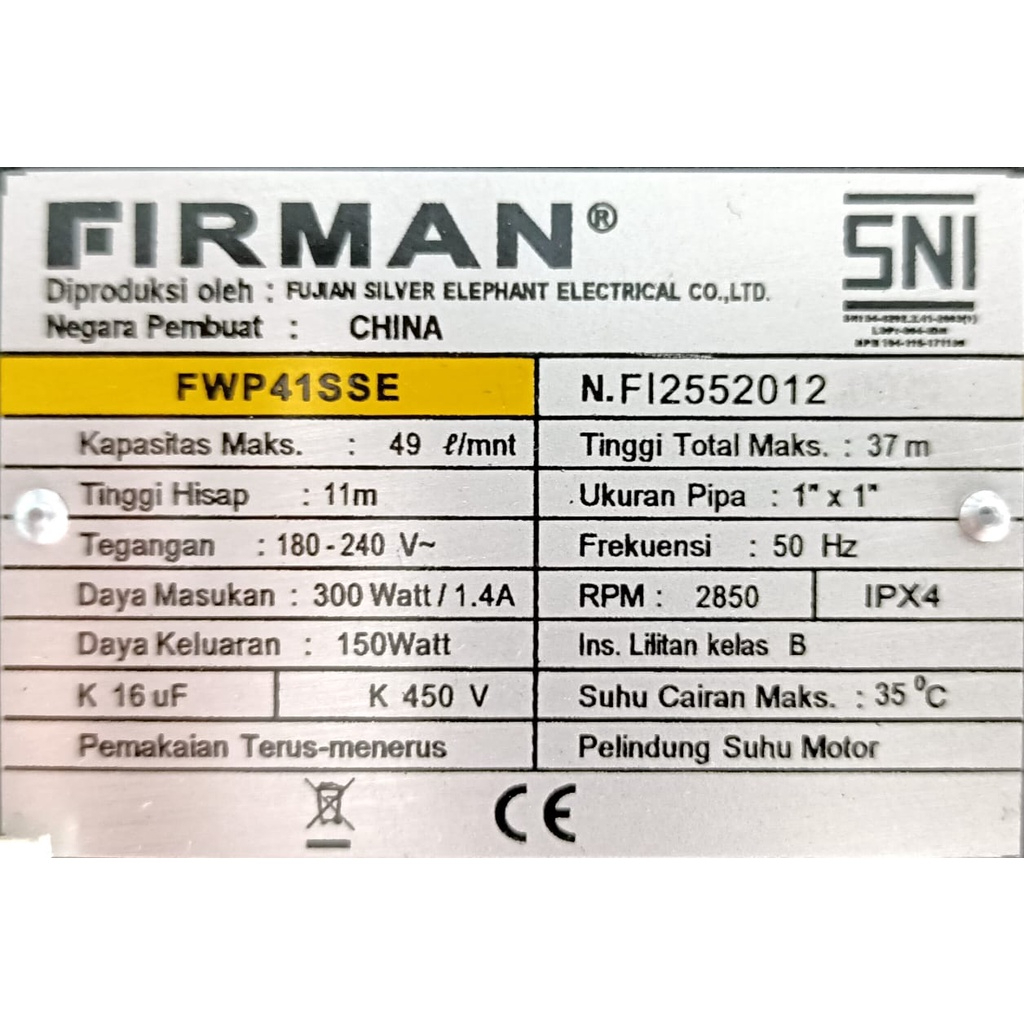 FIRMAN®
SNI
Diproduksi oleh : FUJIAN SILVER ELEPHANT ELECTRICAL CO.,LTD.
Negara Pembuat : CHINA
FWP41SSE
N.FI2552012
Kapasitas Maks. : 49 ℓ/mnt
Tinggi Total Maks. : 37 m
Tinggi Hisap : 11m
Ukuran Pipa : 1" x 1"
Tegangan : 180-240 V~
Frekuensi : 50 Hz
Daya Masukan : 300 Watt / 1.4A
RPM : 2850 IPX4
Daya Keluaran : 150Watt
Ins. Lilitan kelas B
K 16 uF K 450 V
Suhu Cairan Maks. : 35 ⁰C
Pemakaian Terus-menerus
Pelindung Suhu Motor
CE